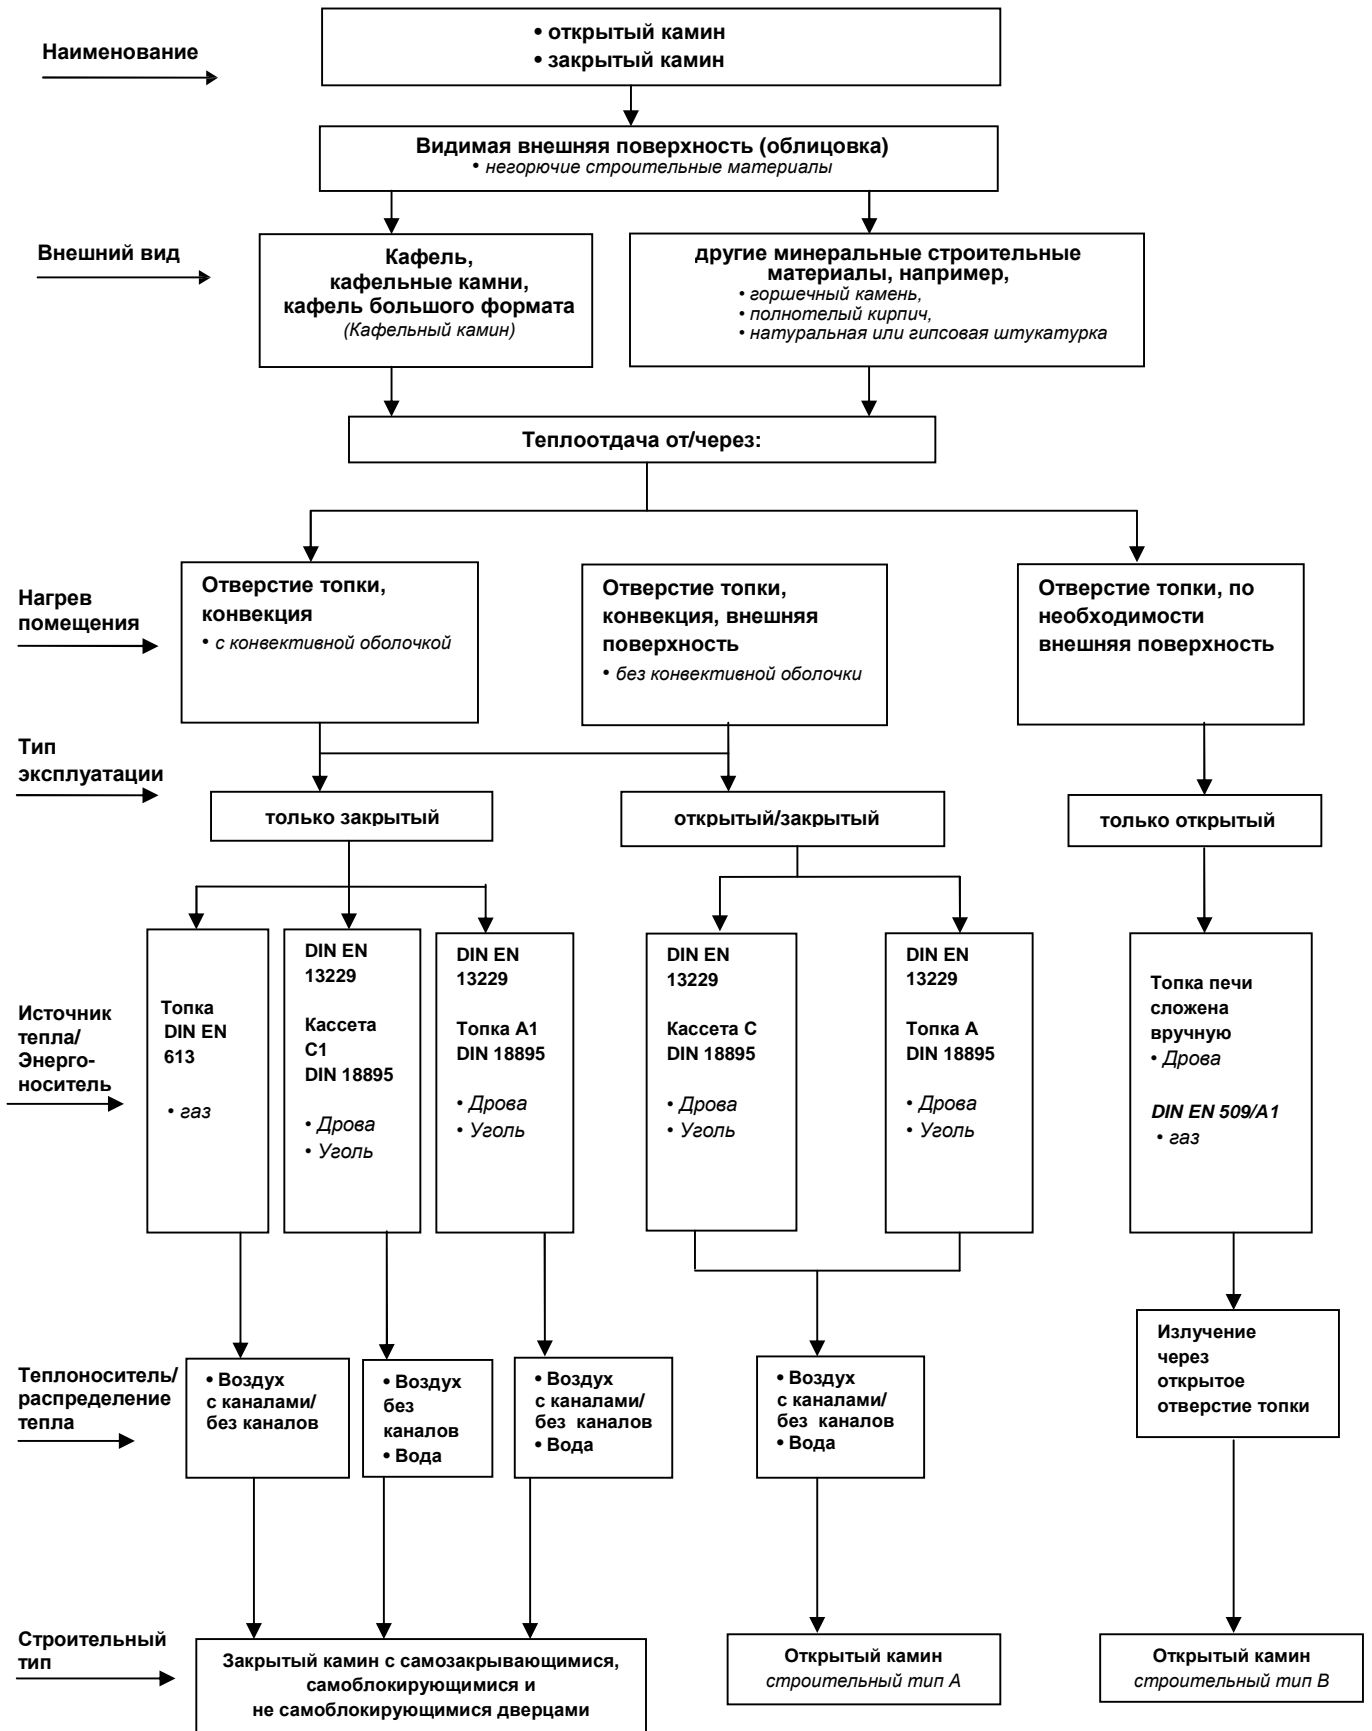 • открытый камин
Наименование
• закрытый камин
Видимая внешняя поверхность (облицовка)
• негорючие строительные материалы
Внешний вид
Кафель,
кафельные камни,
кафель большого формата
(Кафельный камин)
другие минеральные строительные
материалы, например,
• горшечный камень,
• полнотелый кирпич,
• натуральная или гипсовая штукатурка
Теплоотдача от/через:
Нагрев
помещения
Отверстие топки,
конвекция
• с конвективной оболочкой
Отверстие топки,
конвекция, внешняя
поверхность
• без конвективной оболочки
Отверстие топки, по
необходимости
внешняя поверхность
Тип
эксплуатации
только закрытый
открытый/закрытый
только открытый
Источник
тепла/
Энерго-
носитель
Топка
DIN EN
613
• газ
DIN EN
13229
Кассета
C1
DIN 18895
• Дрова
• Уголь
DIN EN
13229
Топка A1
DIN 18895
• Дрова
• Уголь
DIN EN
13229
Кассета C
DIN 18895
• Дрова
• Уголь
DIN EN
13229
Топка A
DIN 18895
• Дрова
• Уголь
Топка печи
сложена
вручную
• Дрова
DIN EN 509/A1
• газ
Теплоноситель/
распределение
тепла
• Воздух
с каналами/
без каналов
• Воздух
без
каналов
• Вода
• Воздух
с каналами/
без каналов
• Вода
• Воздух
с каналами/
без каналов
• Вода
Излучение
через
открытое
отверстие топки
Строительный
тип
Закрытый камин с самозакрывающимися,
самоблокирующимися и
не самоблокирующимися дверцами
Открытый камин
строительный тип A
Открытый камин
строительный тип B